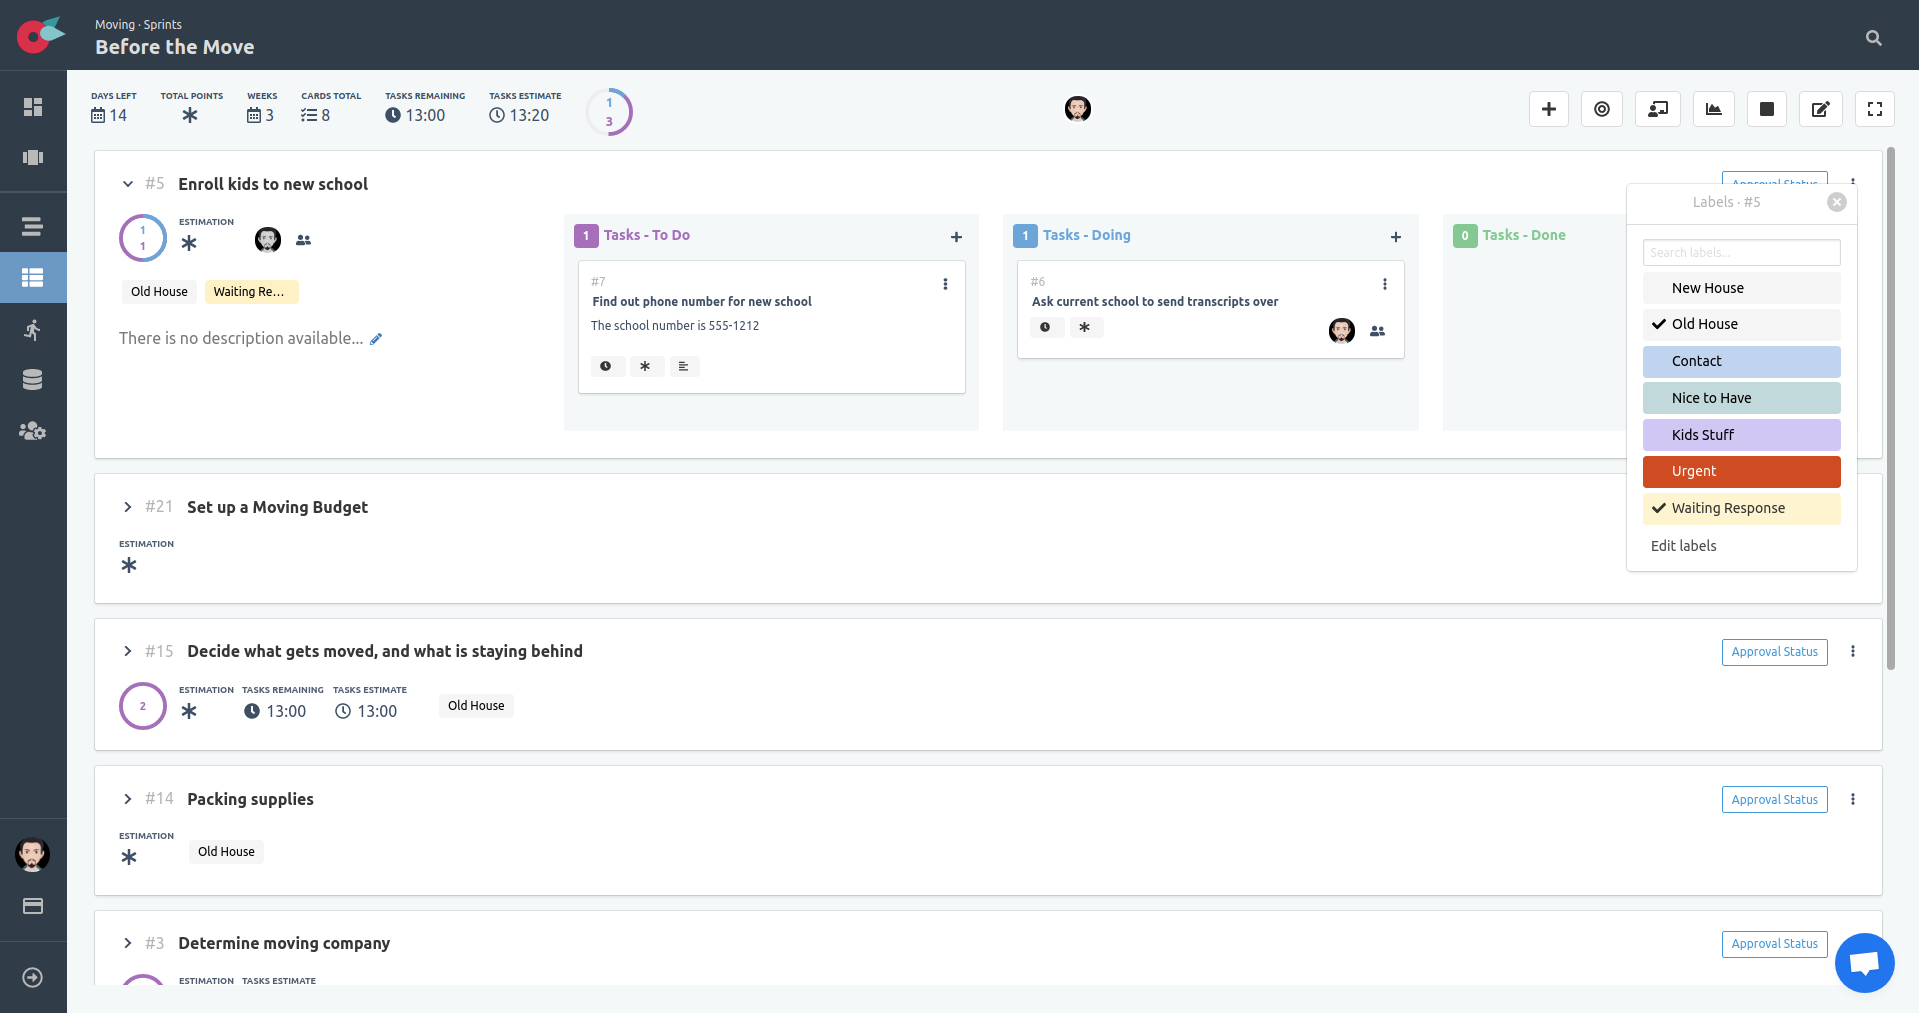 Moving · Sprints
Before the Move
DAYS LEFT
14
TOTAL POINTS
WEEKS
3
CARDS TOTAL
8
TASKS REMAINING
13:00
TASKS ESTIMATE
13:20
1
3
#5 Enroll kids to new school
Approval Status
1
1
ESTIMATION
Old House
Waiting Re...
There is no description available...
1 Tasks - To Do
#7
Find out phone number for new school
The school number is 555-1212
1 Tasks - Doing
#6
Ask current school to send transcripts over
0 Tasks - Done
Labels · #5
Search labels...
New House
Old House
Contact
Nice to Have
Kids Stuff
Urgent
Waiting Response
Edit labels
#21 Set up a Moving Budget
ESTIMATION
#15 Decide what gets moved, and what is staying behind
Approval Status
2
ESTIMATION
TASKS REMAINING
13:00
TASKS ESTIMATE
13:00
Old House
#14 Packing supplies
Approval Status
ESTIMATION
Old House
#3 Determine moving company
Approval Status
ESTIMATION
TASKS ESTIMATE